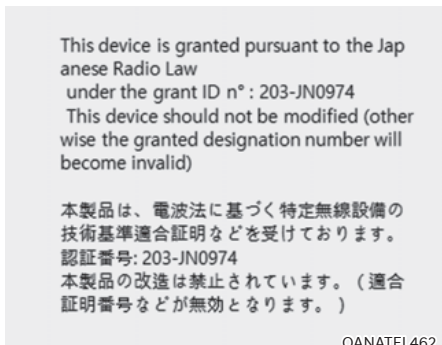 This device is granted pursuant to the Jap
anese Radio Law
under the grant ID n° : 203-JN0974
This device should not be modified (other
wise the granted designation number will
become invalid)
本製品は、電波法に基づく特定無線設備の
技術基準適合証明などを受けております。
認証番号: 203-JN0974
本製品の改造は禁止されています。（適合
証明番号などが無効となります。）
OANATEL462